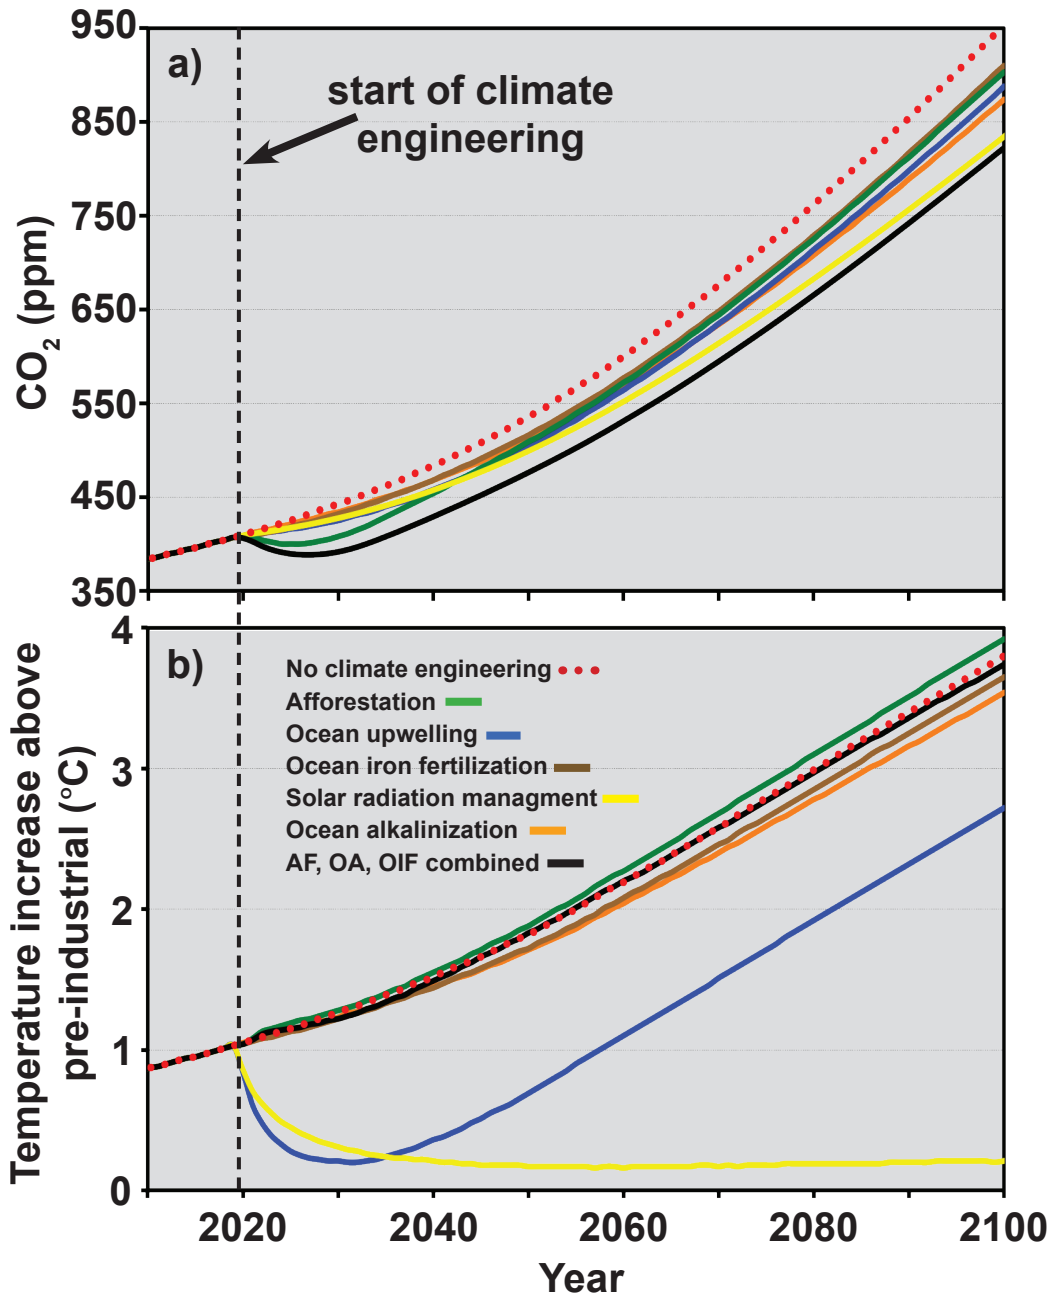 950
a)
start of climate
engineering
850
750
650
550
450
350
CO2 (ppm)
4
b)
No climate engineering
Afforestation
Ocean upwelling
Ocean iron fertilization
Solar radiation managment
Ocean alkalinization
AF, OA, OIF combined
3
2
1
0
Temperature increase above
pre-industrial (°C)
2020
2040
2060
2080
2100
Year